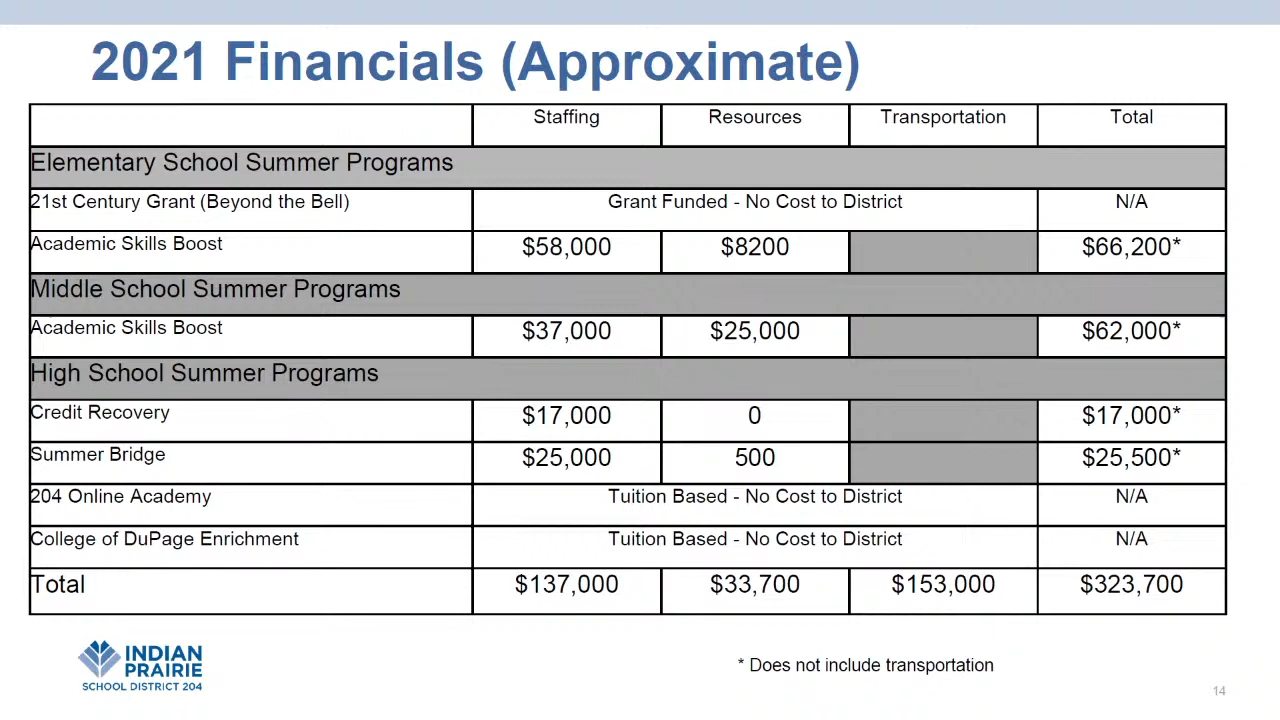 2021 Financials (Approximate)
Staffing Resources Transportation Total
Elementary School Summer Programs
21st Century Grant (Beyond the Bell) Grant Funded - No Cost to District N/A
Academic Skills Boost $58,000 $8200 $66,200*
Middle School Summer Programs
Academic Skills Boost $37,000 $25,000 $62,000*
High School Summer Programs
Credit Recovery $17,000 0 $17,000*
Summer Bridge $25,000 500 $25,500*
204 Online Academy Tuition Based - No Cost to District N/A
College of DuPage Enrichment Tuition Based - No Cost to District N/A
Total $137,000 $33,700 $153,000 $323,700
INDIAN
PRAIRIE
SCHOOL DISTRICT 204
* Does not include transportation
14